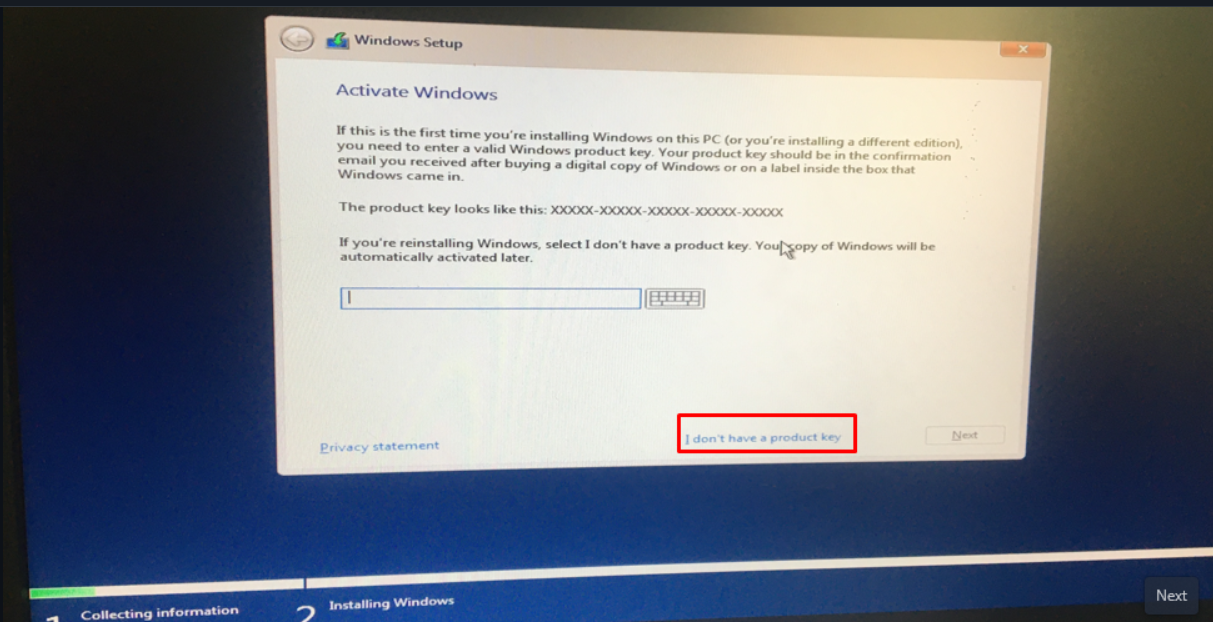 Windows Setup
Activate Windows
If this is the first time you're installing Windows on this PC (or you're installing a different edition),
you need to enter a valid Windows product key. Your product key should be in the confirmation
email you received after buying a digital copy of Windows or on a label inside the box that
Windows came in.
The product key looks like this: XXXXX-XXXXX-XXXXX-XXXXX-XXXXX
If you're reinstalling Windows, select I don't have a product key. Your copy of Windows will be
automatically activated later.
Privacy statement
I don't have a product key
Next
1 Collecting information
2 Installing Windows
Next